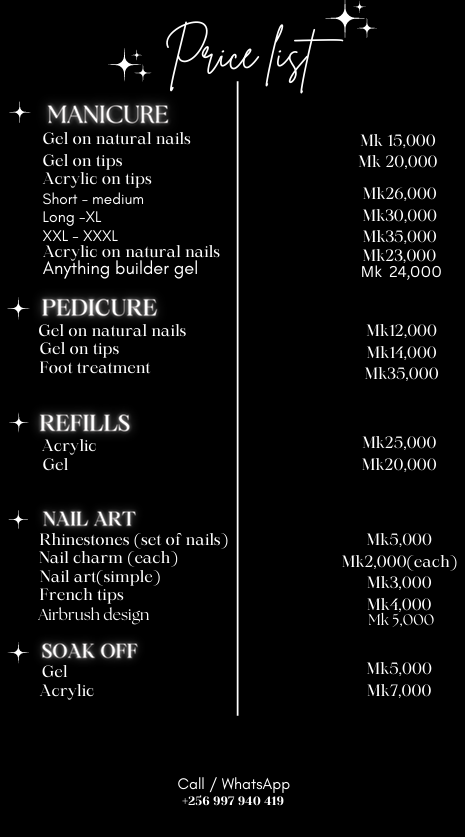 Price list
MANICURE
Gel on natural nails Mk 15,000
Gel on tips Mk 20,000
Acrylic on tips
Short - medium Mk26,000
Long -XL Mk30,000
XXL - XXXL Mk35,000
Acrylic on natural nails Mk23,000
Anything builder gel Mk 24,000
PEDICURE
Gel on natural nails Mk12,000
Gel on tips Mk14,000
Foot treatment Mk35,000
REFILLS
Acrylic Mk25,000
Gel Mk20,000
NAIL ART
Rhinestones (set of nails) Mk5,000
Nail charm (each) Mk2,000(each)
Nail art(simple) Mk3,000
French tips Mk4,000
Airbrush design Mk 5,000
SOAK OFF
Gel Mk5,000
Acrylic Mk7,000
Call / WhatsApp
+256 997 940 419